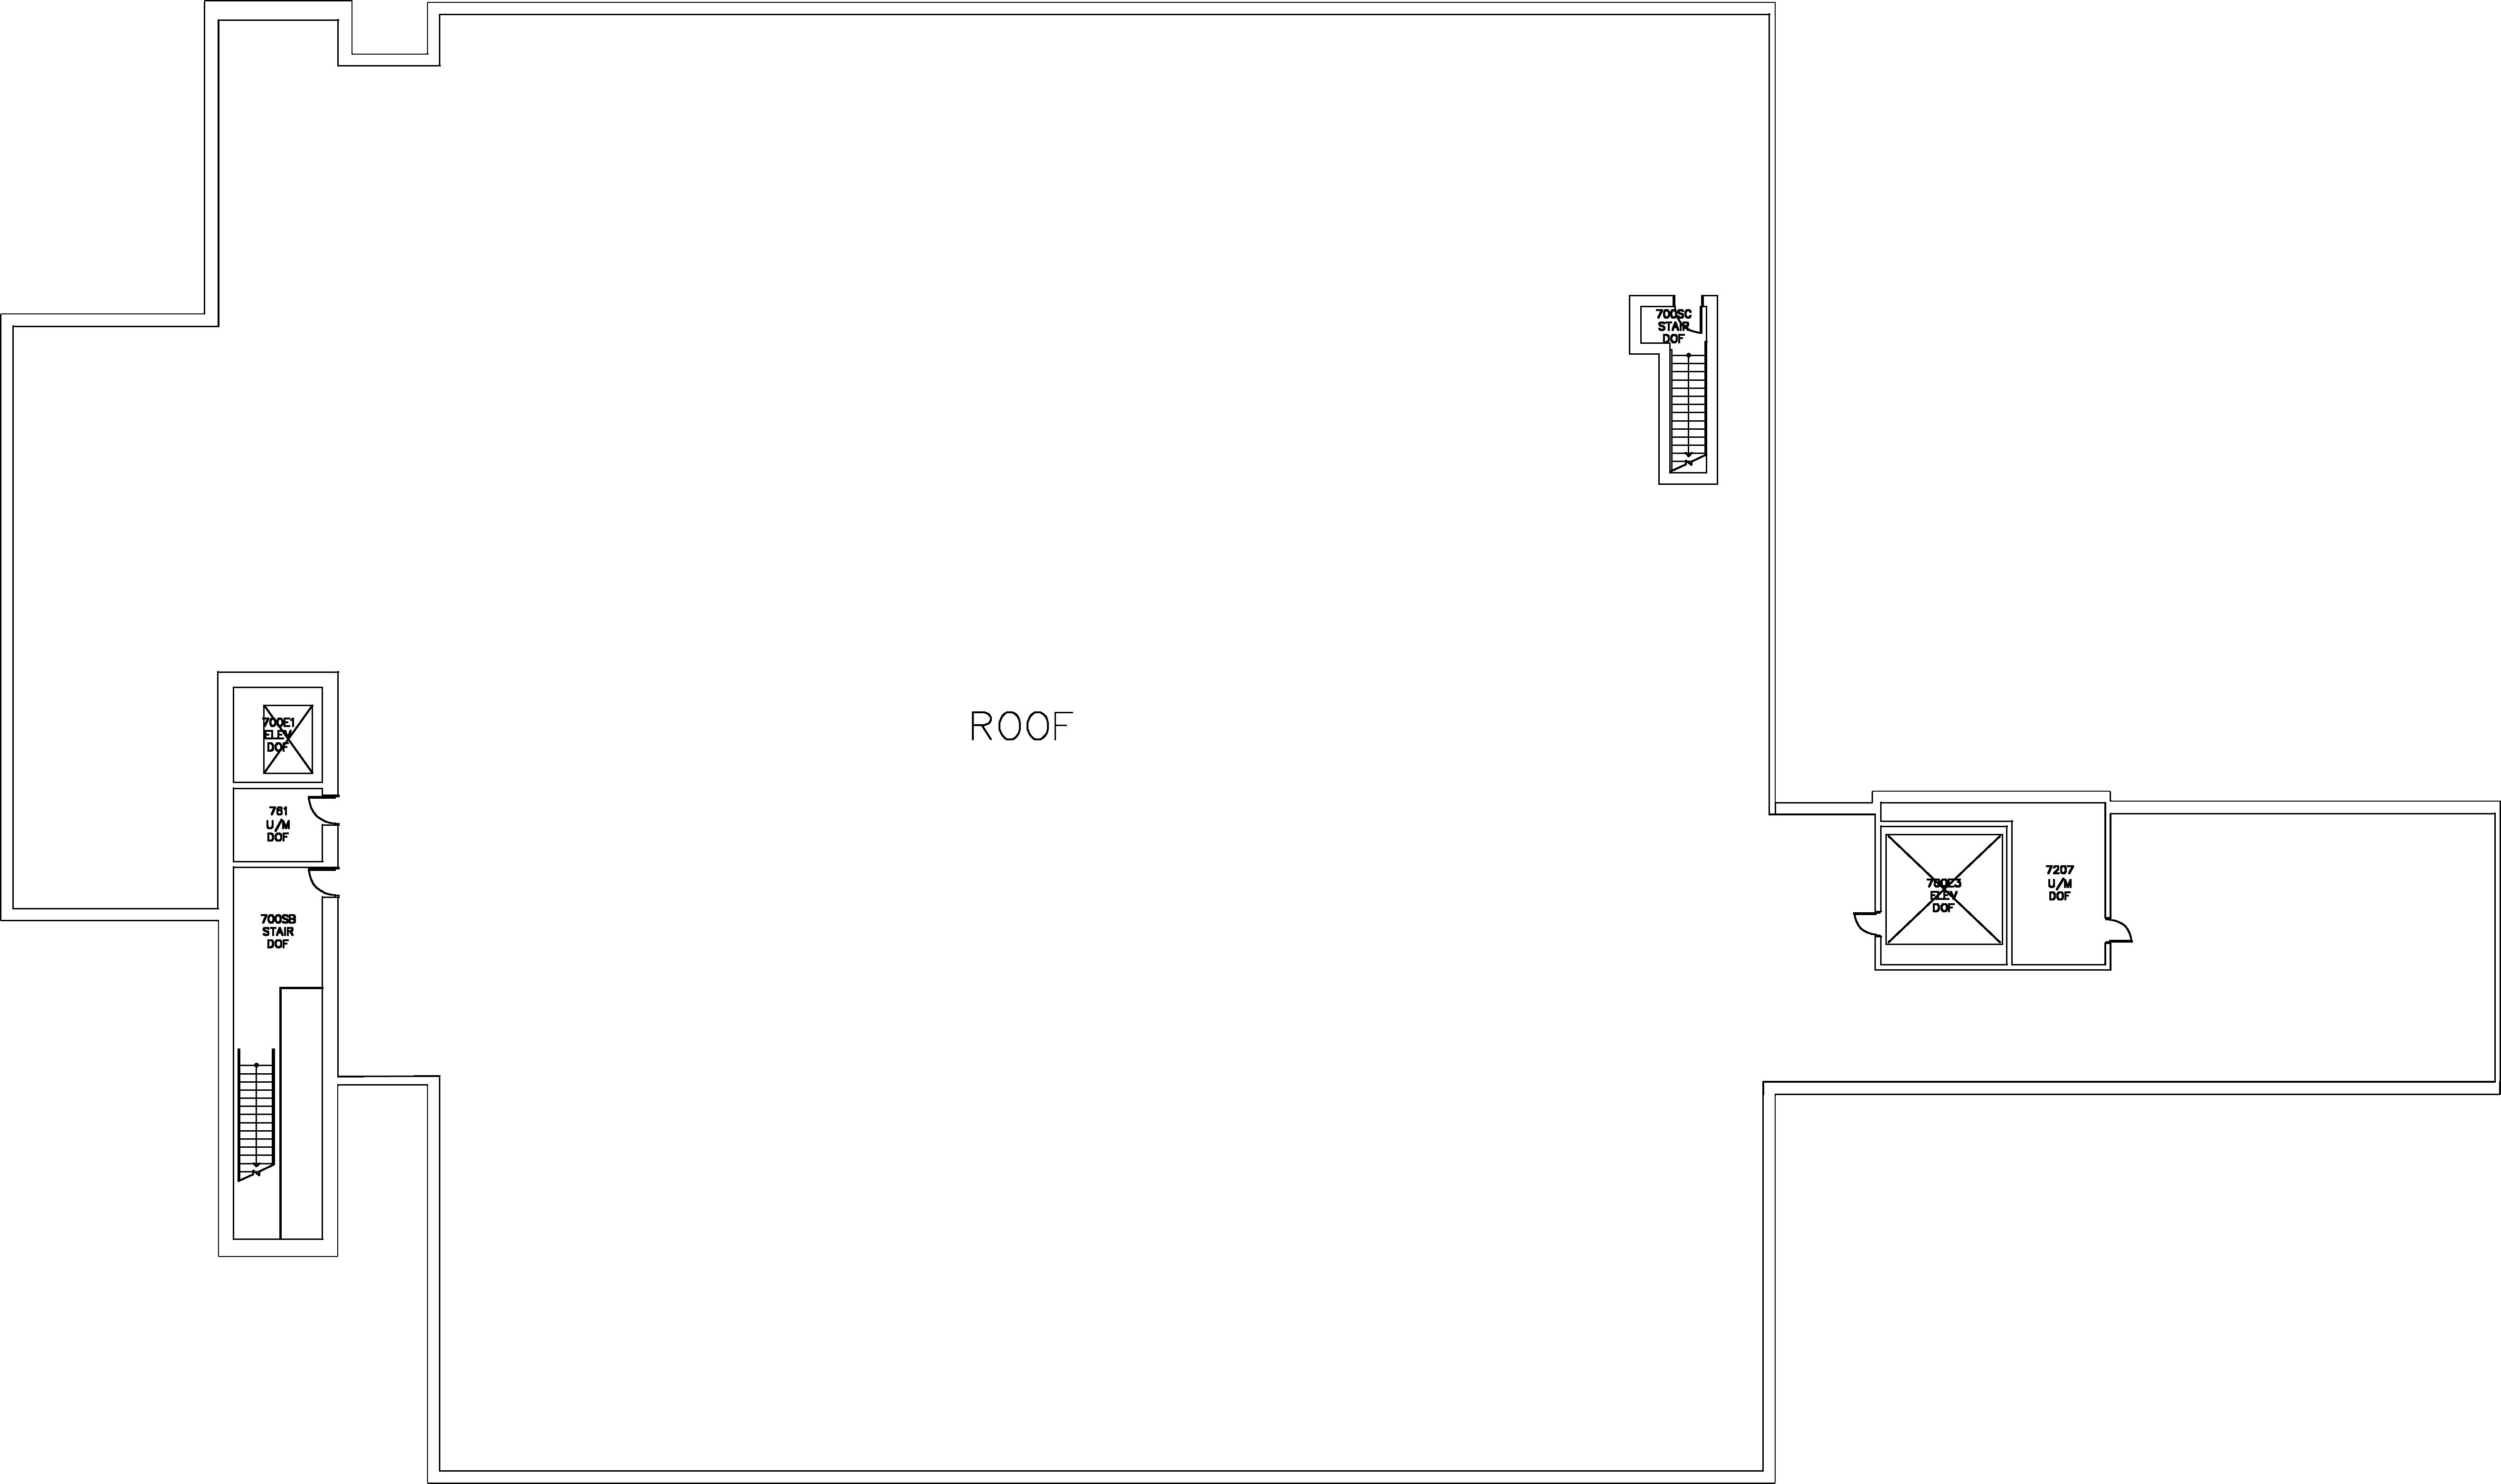 700SC
STAIR
DOF
ROOF
700E1
ELEV
DOF
761
U/M
DOF
700SB
STAIR
DOF
700E3
ELEV
DOF
7207
U/M
DOF